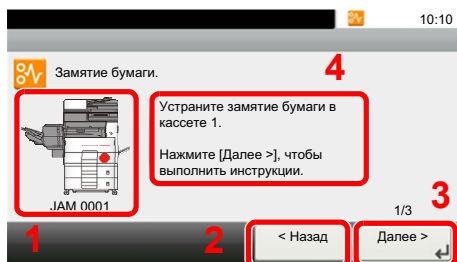 10:10
Замятие бумаги.
4
Устраните замятие бумаги в
кассете 1.
Нажмите [Далее >], чтобы
выполнить инструкции.
JAM 0001
1/3
3
1
2
< Назад
Далее >